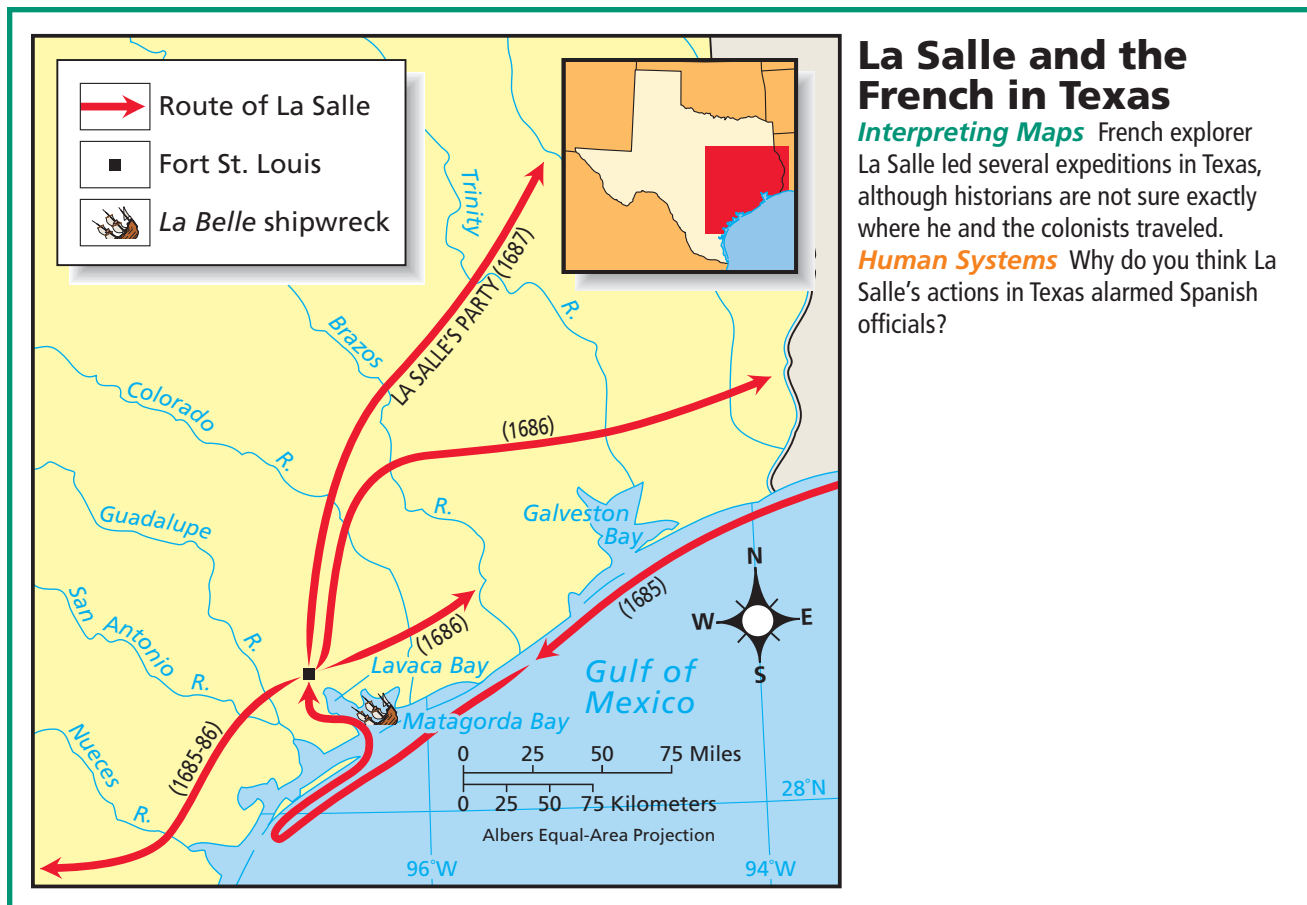 La Salle and the
French in Texas
Interpreting Maps French explorer
La Salle led several expeditions in Texas,
although historians are not sure exactly
where he and the colonists traveled.
Human Systems Why do you think La
Salle's actions in Texas alarmed Spanish
officials?
Route of La Salle
Fort St. Louis
La Belle shipwreck
Trinity
R.
LA SALLE'S PARTY (1687)
Brazos
R.
Colorado
R.
(1686)
Guadalupe
R.
Galveston
Bay
San
Antonio
R.
(1686)
(1685)
N
W
E
S
Lavaca Bay
Gulf of
Mexico
Matagorda Bay
Nueces
R.
(1685-86)
0 25 50 75 Miles
0 25 50 75 Kilometers
Albers Equal-Area Projection
28°N
96°W
94°W